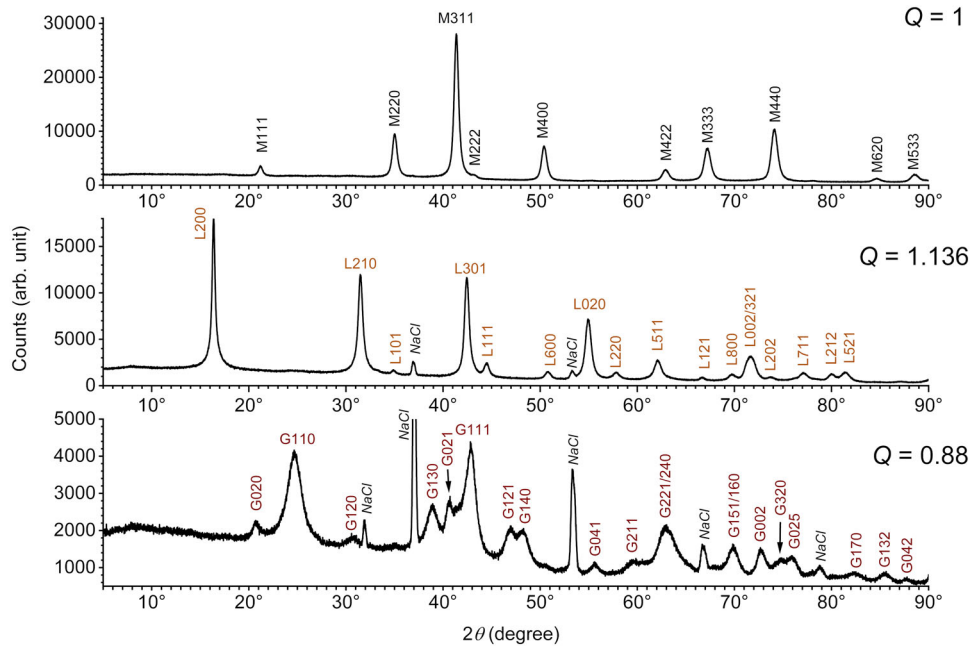 Q = 1
30000
20000
10000
0
M111
M220
M311
M222
M400
M422
M333
M440
M620
M533
10° 20° 30° 40° 50° 60° 70° 80° 90°
Q = 1.136
Counts (arb. unit)
15000
10000
5000
0
L200
L210
L101
NaCl
L301
L111
L600
NaCl
L020
L220
L511
L121
L800
L002/321
L202
L711
L212
L521
10° 20° 30° 40° 50° 60° 70° 80° 90°
Q = 0.88
5000
4000
3000
2000
1000
G020
G110
G120
NaCl
NaCl
G130
G021
G111
G121
G140
NaCl
G041
G211
G221/240
NaCl
G151/160
G002
G320
G025
NaCl
G170
G132
G042
10° 20° 30° 40° 50° 60° 70° 80° 90°
2θ (degree)